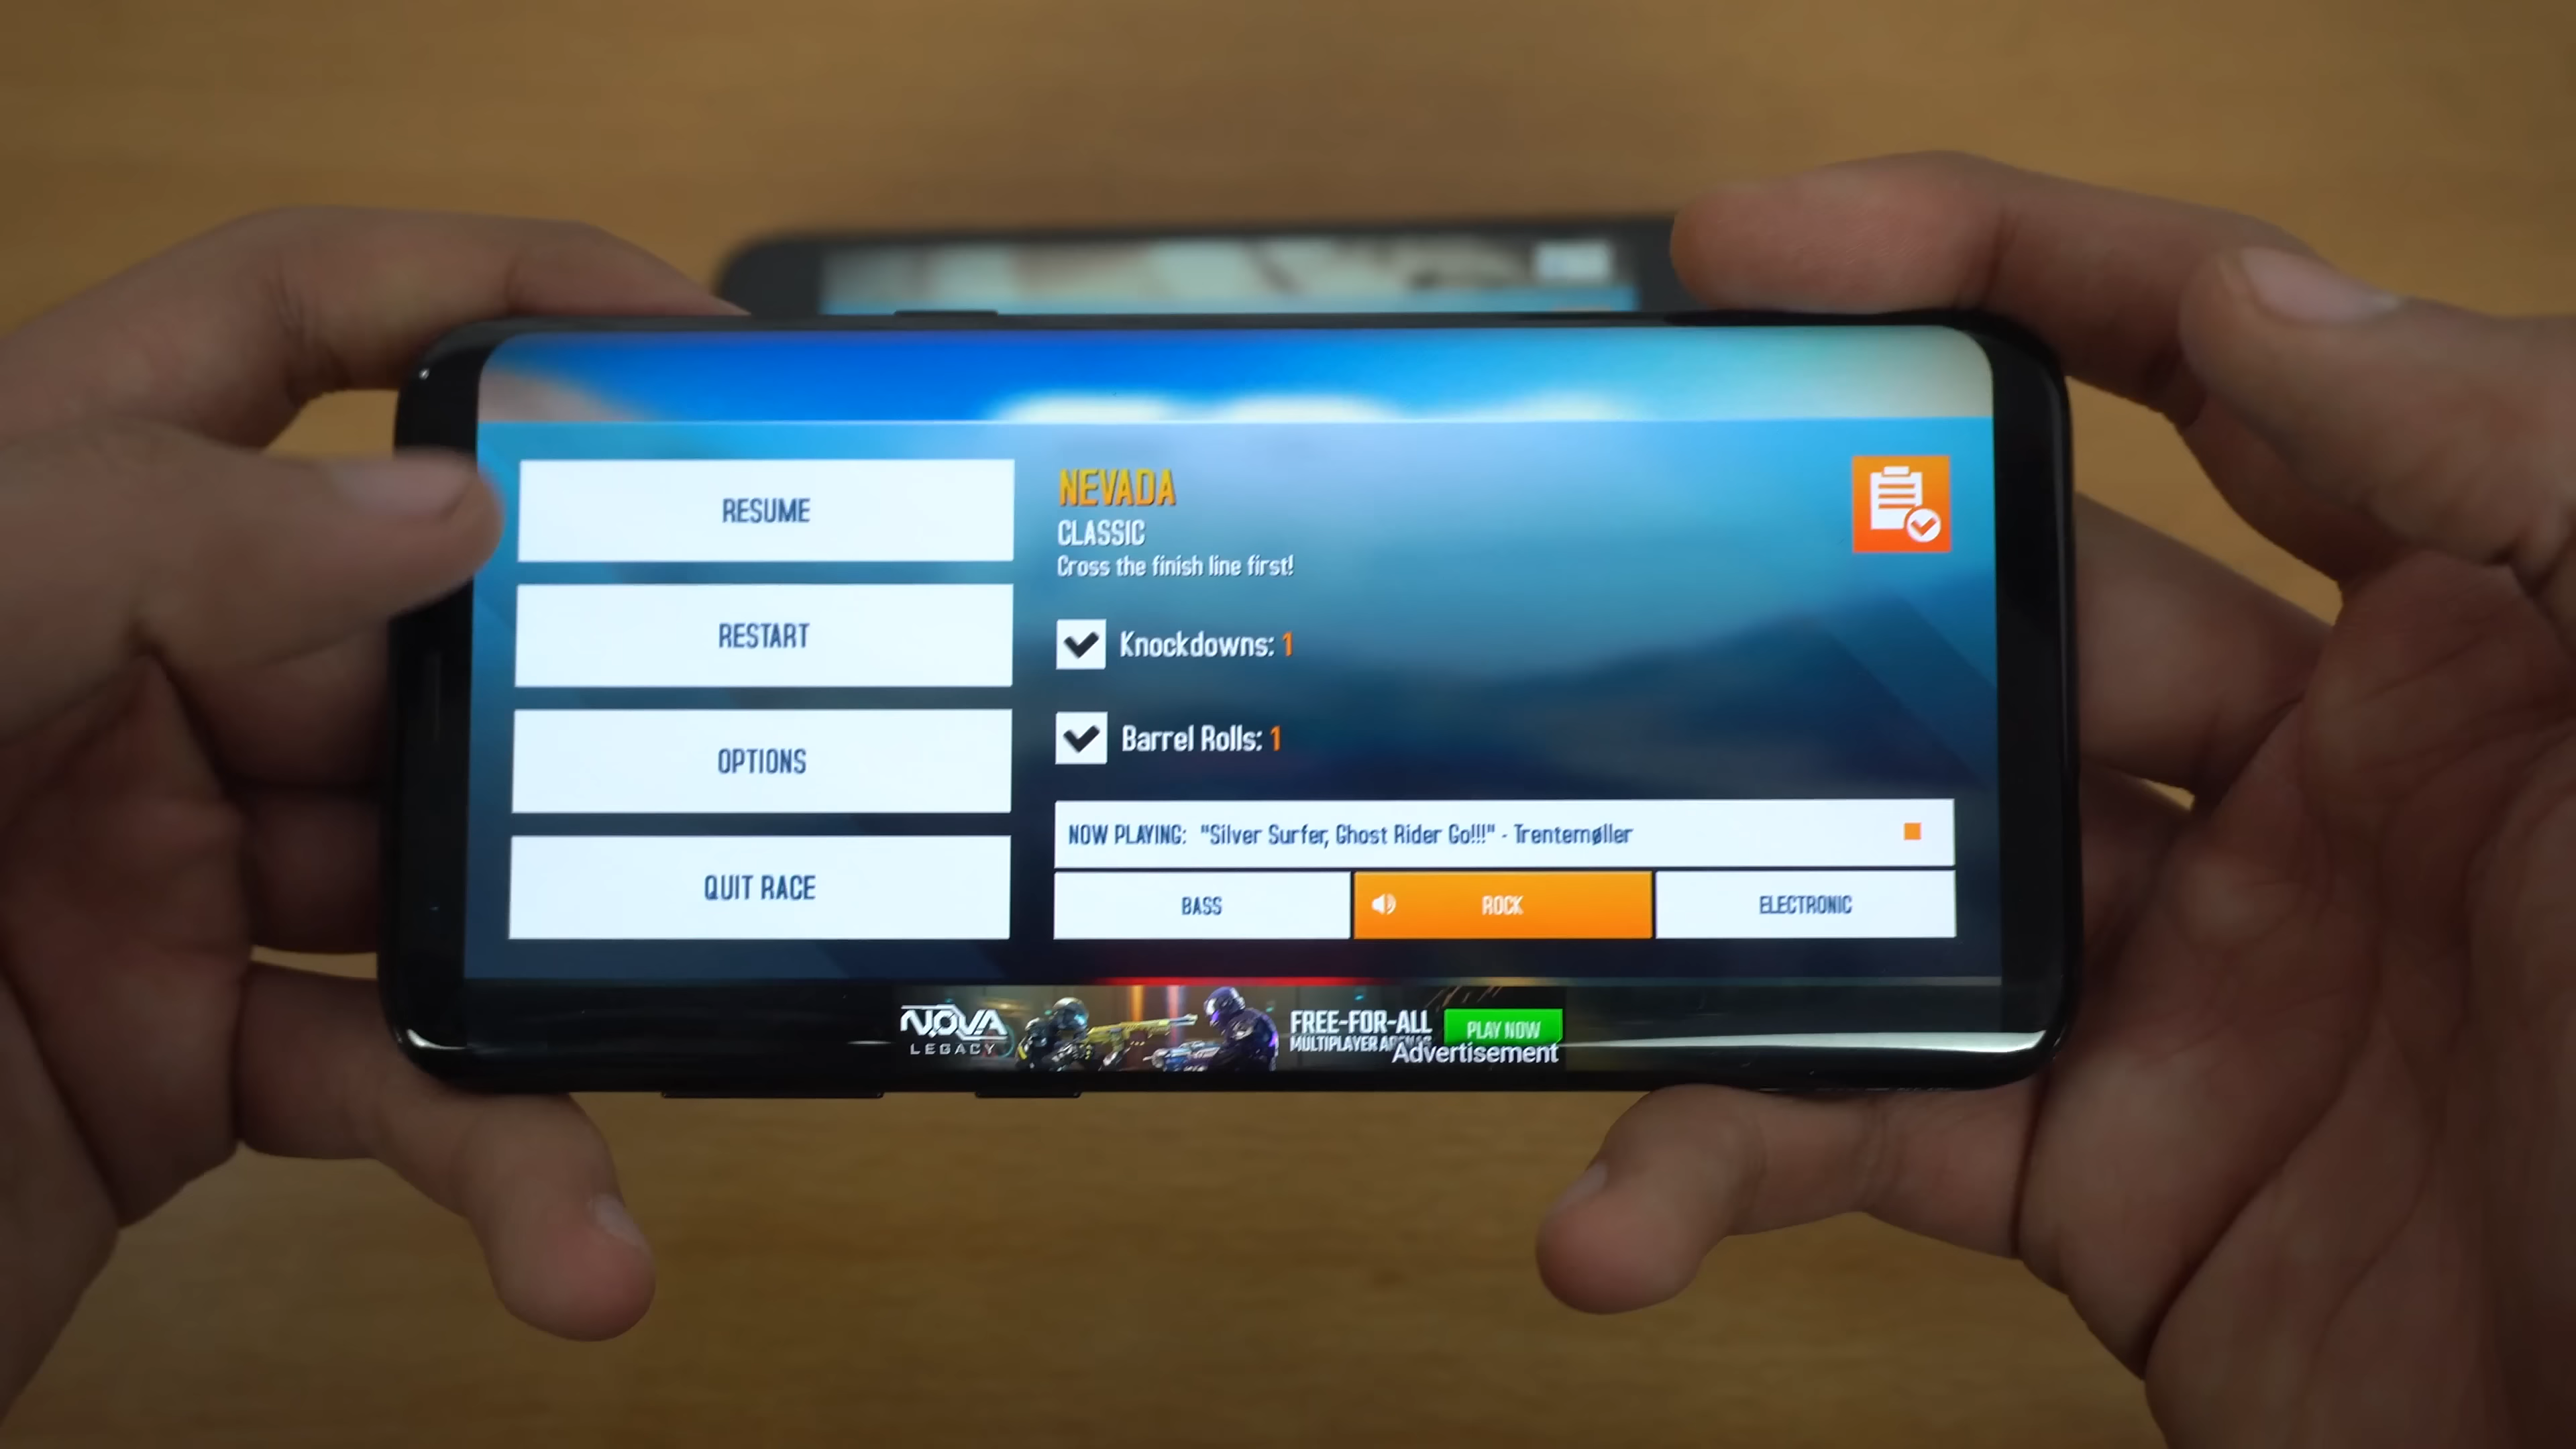 RESUME
RESTART
OPTIONS
QUIT RACE
NEVADA
CLASSIC
Cross the finish line first!
Knockdowns: 1
Barrel Rolls: 1
NOW PLAYING: "Silver Surfer, Ghost Rider Go!!!" - Trentemøller
BASS
ROCK
ELECTRONIC
N.O.V.A
LEGACY
FREE-FOR-ALL
MULTIPLAYER
PLAY NOW
Advertisement